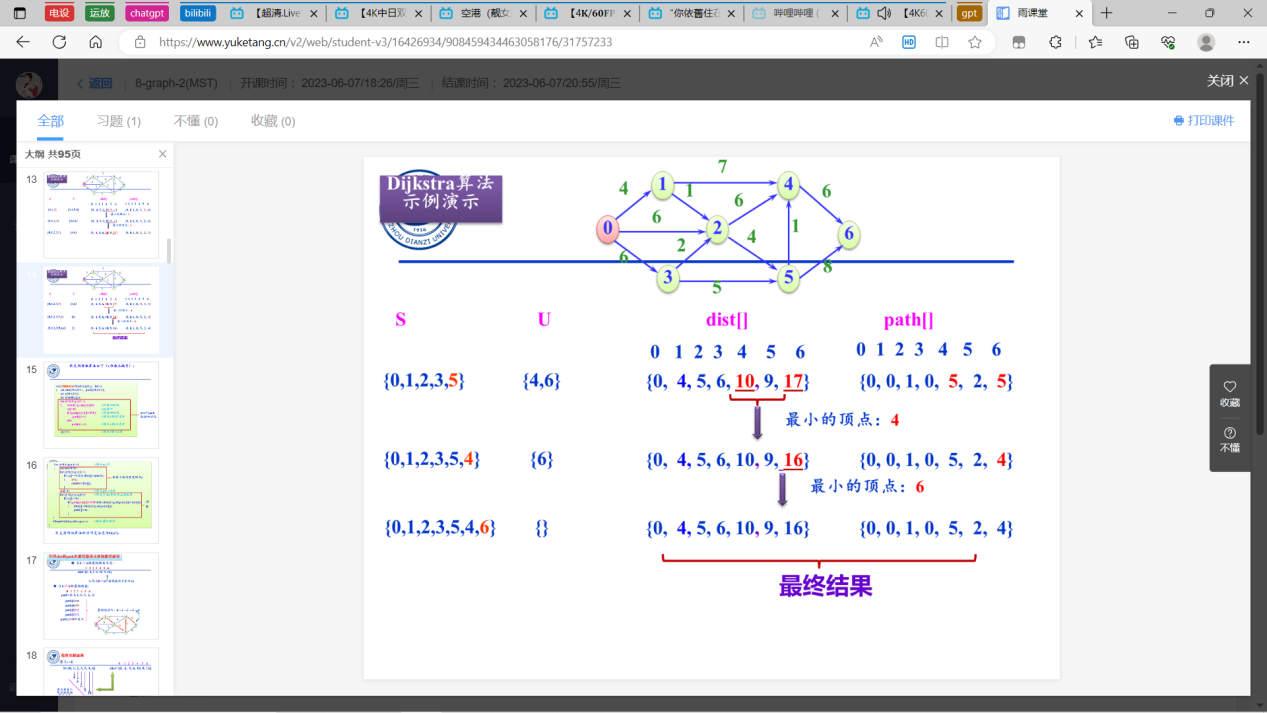 电设 运放 chatgpt bilibili 【超清.Live 【4K中日双 空港（靓女 【4K/60FP “你依舊住在 哔哩哔哩 ( 【4K6 gpt 雨课堂
https://www.yuketang.cn/v2/web/student-v3/16426934/908459434463058176/31757233
返回 8-graph-2(MST) 开课时间： 2023-06-07/18:26/周三 结课时间： 2023-06-07/20:55/周三
关闭
全部 习题 (1) 不懂 (0) 收藏 (0) 打印课件
大纲 共95页
13
15
16
17
18
Dijkstra算法
示例演示
1956
ZHOU DIANZI UNIV
7
4 1 1 4 6
6 6
0 2 1 6
2 4
6 8
3 5 5
S U dist[] path[]
0 1 2 3 4 5 6 0 1 2 3 4 5 6
{0,1,2,3,5} {4,6} {0, 4, 5, 6, 10, 9, 17} {0, 0, 1, 0, 5, 2, 5}
最小的顶点：4
{0,1,2,3,5,4} {6} {0, 4, 5, 6, 10, 9, 16} {0, 0, 1, 0, 5, 2, 4}
最小的顶点：6
{0,1,2,3,5,4,6} {} {0, 4, 5, 6, 10, 9, 16} {0, 0, 1, 0, 5, 2, 4}
最终结果
收藏
不懂